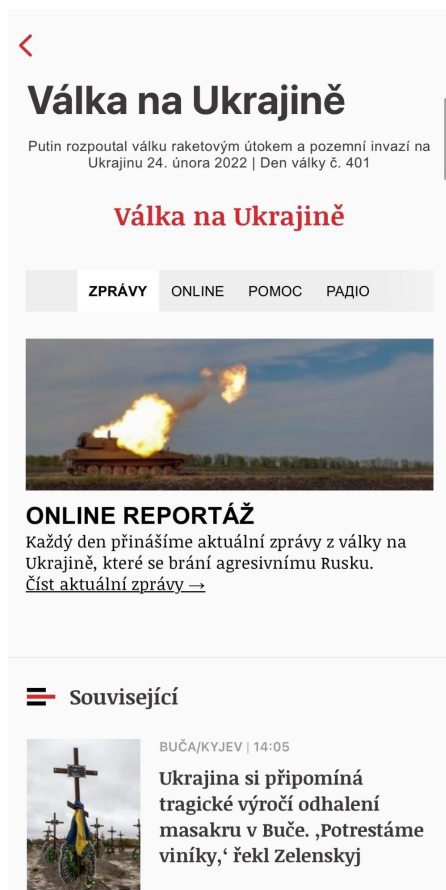 Válka na Ukrajině
Putin rozpoutal válku raketovým útokem a pozemní invazí na
Ukrajinu 24. února 2022 | Den války č. 401
Válka na Ukrajině
ZPRÁVY ONLINE POMOC РАДІО
ONLINE REPORTÁŽ
Každý den přinášíme aktuální zprávy z války na
Ukrajině, které se brání agresivnímu Rusku.
Číst aktuální zprávy →
Související
BUČA/KYJEV | 14:05
Ukrajina si připomíná
tragické výročí odhalení
masakru v Buče. ‚Potrestáme
viníky,‘ řekl Zelenskyj